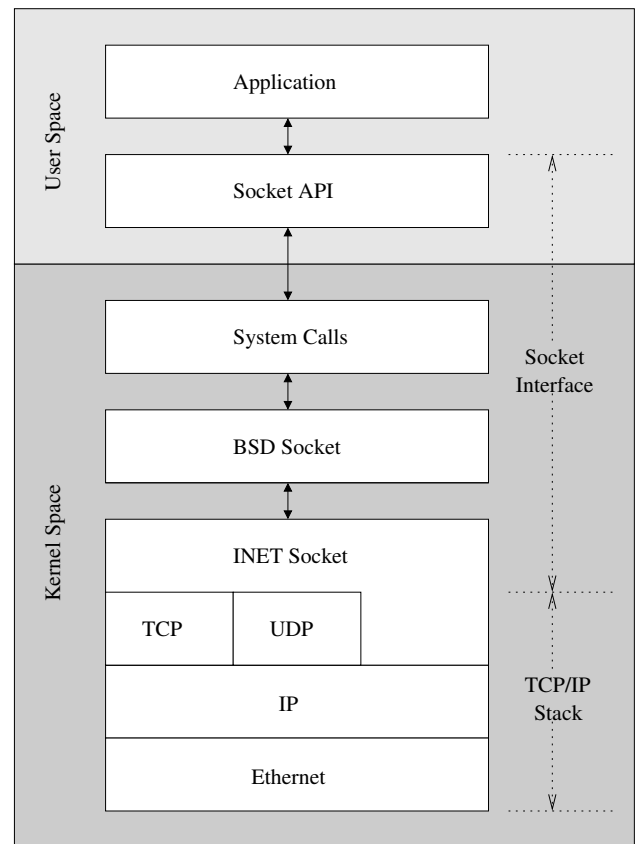 User Space
Application
Socket API
Kernel Space
System Calls
Socket
Interface
BSD Socket
INET Socket
TCP
UDP
TCP/IP
Stack
IP
Ethernet